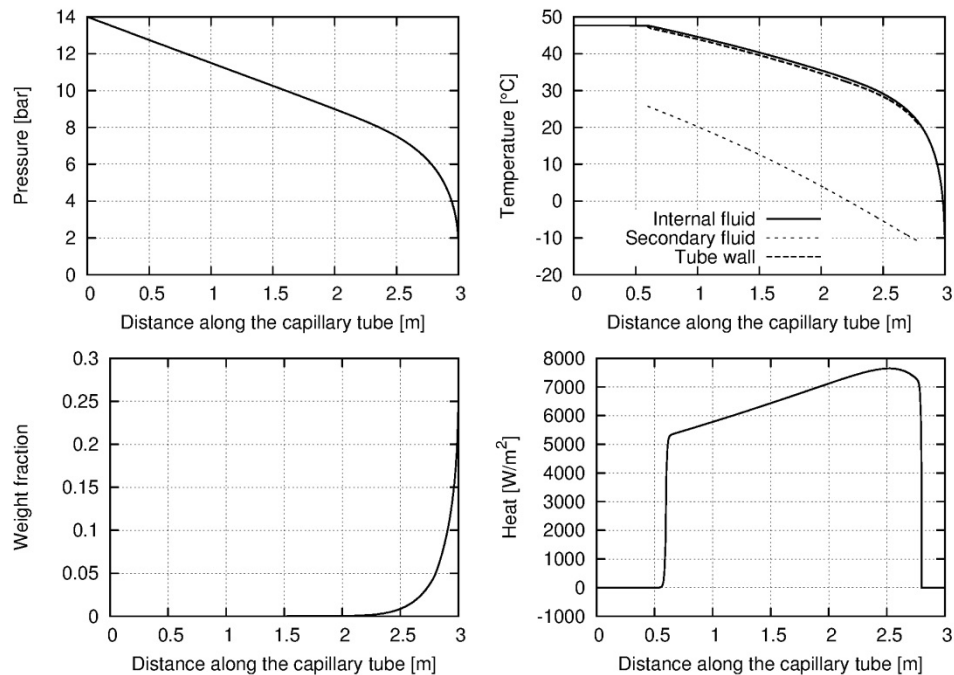 Pressure [bar]
14
12
10
8
6
4
2
0
0 0.5 1 1.5 2 2.5 3
Distance along the capillary tube [m]
Temperature [°C]
50
40
30
20
10
0
-10
-20
Internal fluid
Secondary fluid
Tube wall
0 0.5 1 1.5 2 2.5 3
Distance along the capillary tube [m]
Weight fraction
0.3
0.25
0.2
0.15
0.1
0.05
0
0 0.5 1 1.5 2 2.5 3
Distance along the capillary tube [m]
Heat [W/m²]
8000
7000
6000
5000
4000
3000
2000
1000
0
-1000
0 0.5 1 1.5 2 2.5 3
Distance along the capillary tube [m]